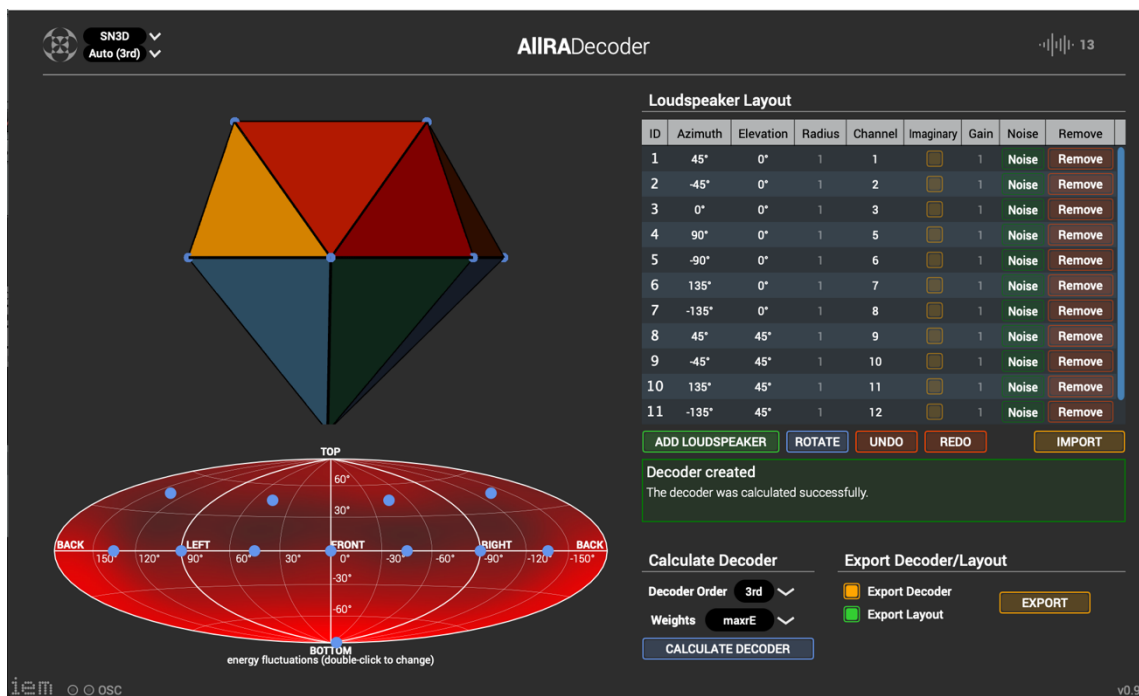 SN3D
Auto (3rd)
AllRADecoder
13
Loudspeaker Layout
ID Azimuth Elevation Radius Channel Imaginary Gain Noise Remove
1 45° 0° 1 1 1 Noise Remove
2 -45° 0° 1 2 1 Noise Remove
3 0° 0° 1 3 1 Noise Remove
4 90° 0° 1 5 1 Noise Remove
5 -90° 0° 1 6 1 Noise Remove
6 135° 0° 1 7 1 Noise Remove
7 -135° 0° 1 8 1 Noise Remove
8 45° 45° 1 9 1 Noise Remove
9 -45° 45° 1 10 1 Noise Remove
10 135° 45° 1 11 1 Noise Remove
11 -135° 45° 1 12 1 Noise Remove
ADD LOUDSPEAKER ROTATE UNDO REDO IMPORT
Decoder created
The decoder was calculated successfully.
TOP
60°
30°
BACK LEFT FRONT RIGHT BACK
150° 120° 90° 60° 30° 0° -30° -60° -90° -120° -150°
-30°
-60°
BOTTOM
energy fluctuations (double-click to change)
Calculate Decoder
Decoder Order 3rd
Weights maxrE
CALCULATE DECODER
Export Decoder/Layout
Export Decoder
Export Layout
EXPORT
iem OSC
v0.9